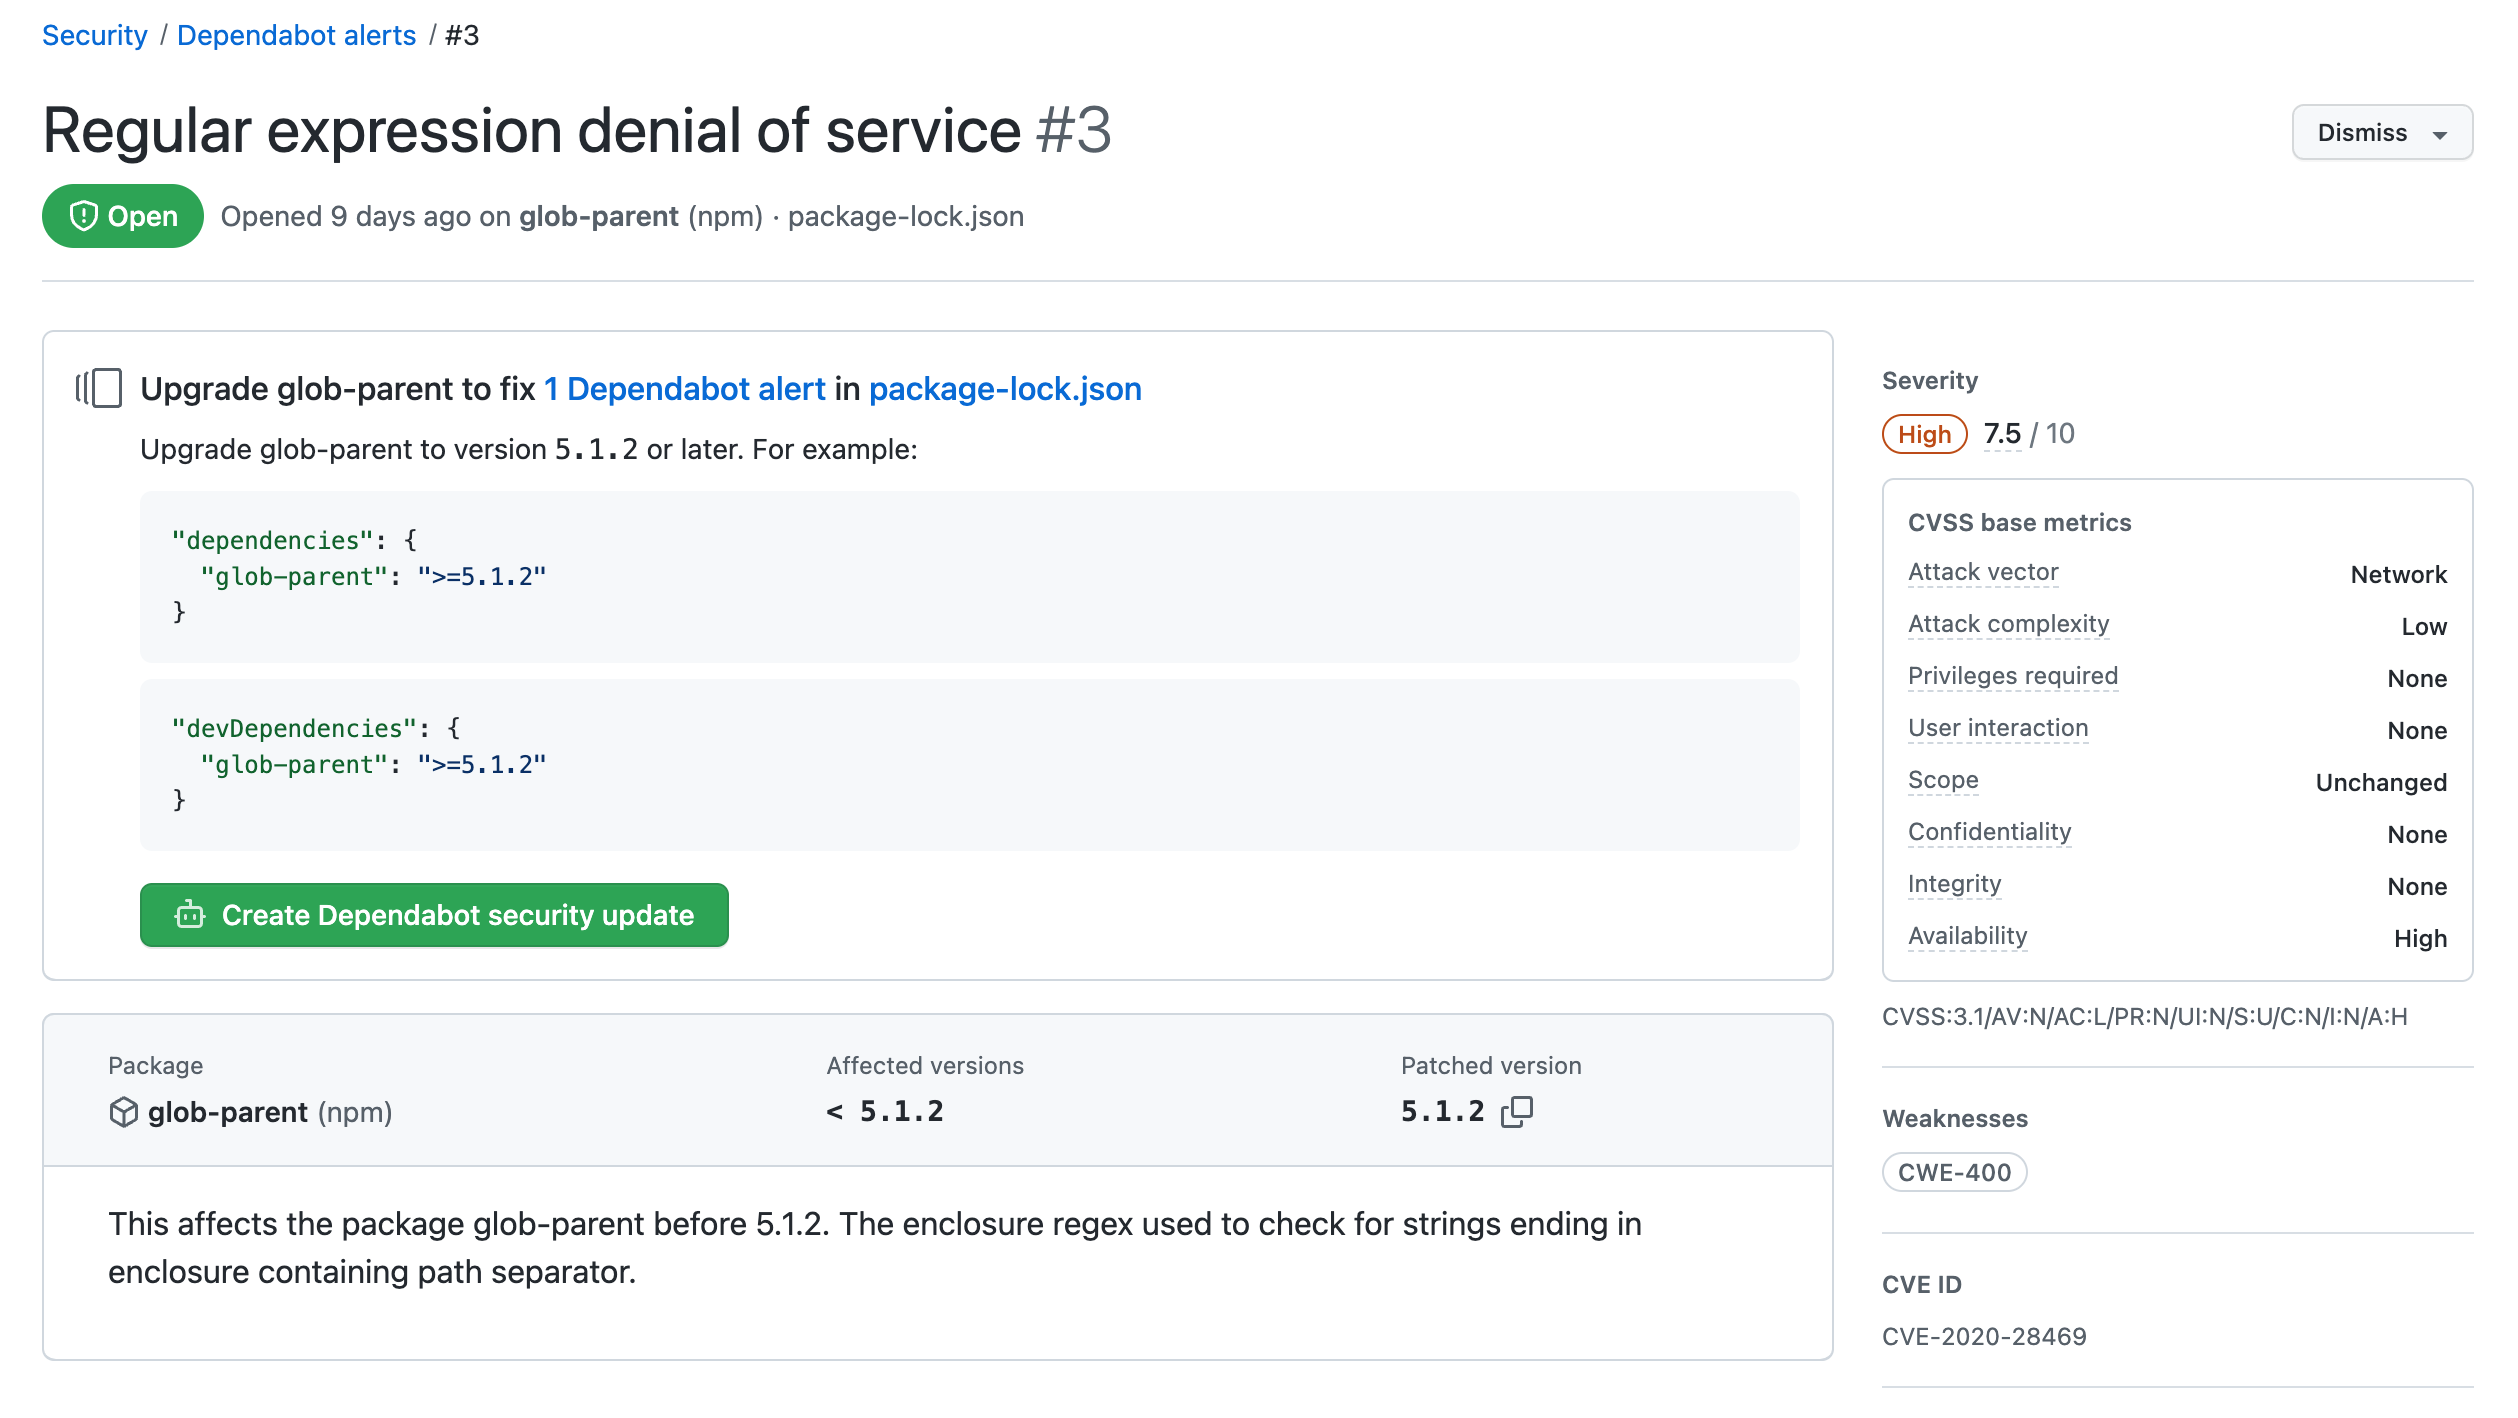 Security / Dependabot alerts / #3
Regular expression denial of service #3
Dismiss
Open
Opened 9 days ago on glob-parent (npm) · package-lock.json
Upgrade glob-parent to fix 1 Dependabot alert in package-lock.json
Upgrade glob-parent to version 5.1.2 or later. For example:
"dependencies": {
  "glob-parent": ">=5.1.2"
}
"devDependencies": {
  "glob-parent": ">=5.1.2"
}
Create Dependabot security update
Package
glob-parent (npm)
Affected versions
< 5.1.2
Patched version
5.1.2
This affects the package glob-parent before 5.1.2. The enclosure regex used to check for strings ending in
enclosure containing path separator.
Severity
High 7.5 / 10
CVSS base metrics
Attack vector Network
Attack complexity Low
Privileges required None
User interaction None
Scope Unchanged
Confidentiality None
Integrity None
Availability High
CVSS:3.1/AV:N/AC:L/PR:N/UI:N/S:U/C:N/I:N/A:H
Weaknesses
CWE-400
CVE ID
CVE-2020-28469